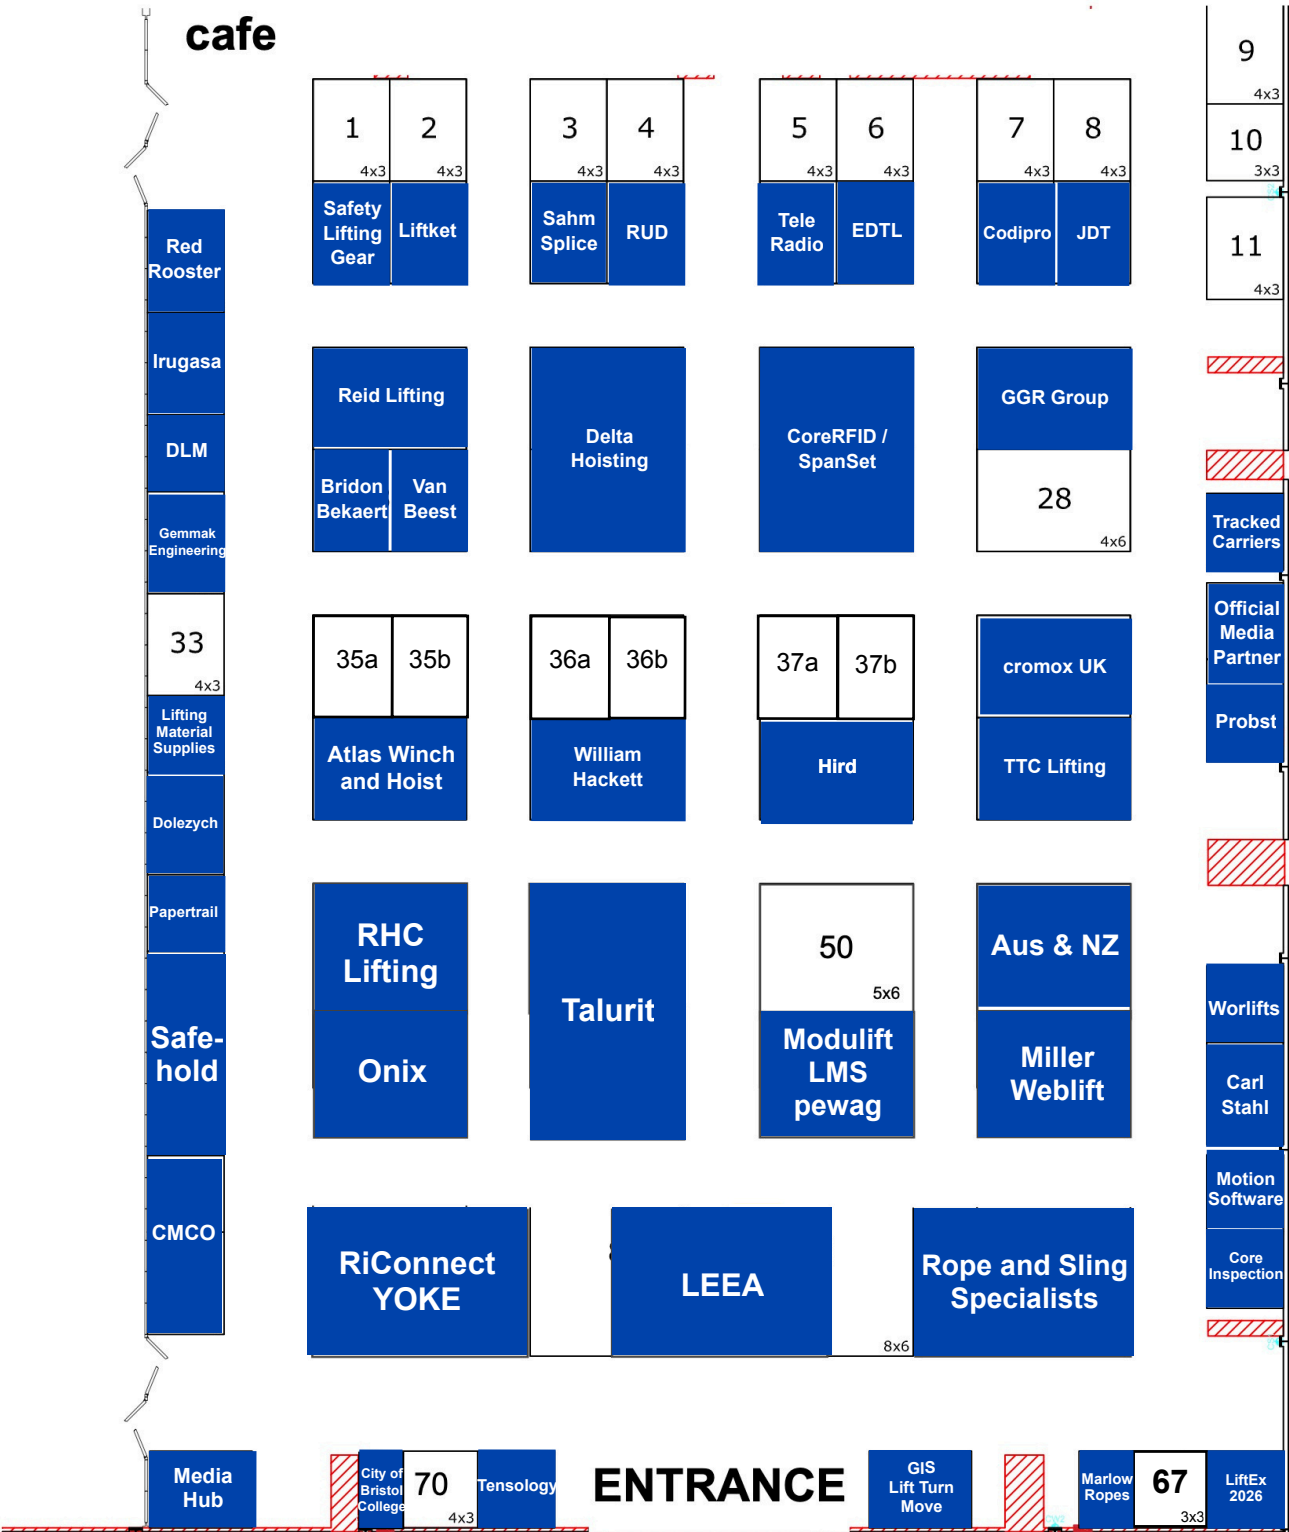 cafe
1
4x3
2
4x3
3
4x3
4
4x3
5
4x3
6
4x3
7
4x3
8
4x3
9
4x3
10
3x3
11
4x3
Safety
Lifting
Gear
Liftket
Sahm
Splice
RUD
Tele
Radio
EDTL
Codipro
JDT
Red
Rooster
Irugasa
DLM
Gemmak
Engineering
33
4x3
Lifting
Material
Supplies
Dolezych
Papertrail
Safe-
hold
CMCO
Reid Lifting
Bridon
Bekaert
Van
Beest
Delta
Hoisting
CoreRFID /
SpanSet
GGR Group
28
4x6
Tracked
Carriers
Official
Media
Partner
Probst
35a
35b
36a
36b
37a
37b
cromox UK
Atlas Winch
and Hoist
William
Hackett
Hird
TTC Lifting
RHC
Lifting
Onix
Talurit
50
5x6
Modulift
LMS
pewag
Aus & NZ
Miller
Weblift
Worlifts
Carl
Stahl
Motion
Software
Core
Inspection
RiConnect
YOKE
LEEA
8x6
Rope and Sling
Specialists
Media
Hub
City of
Bristol
College
70
4x3
Tensology
ENTRANCE
GIS
Lift Turn
Move
Marlow
Ropes
67
3x3
LiftEx
2026